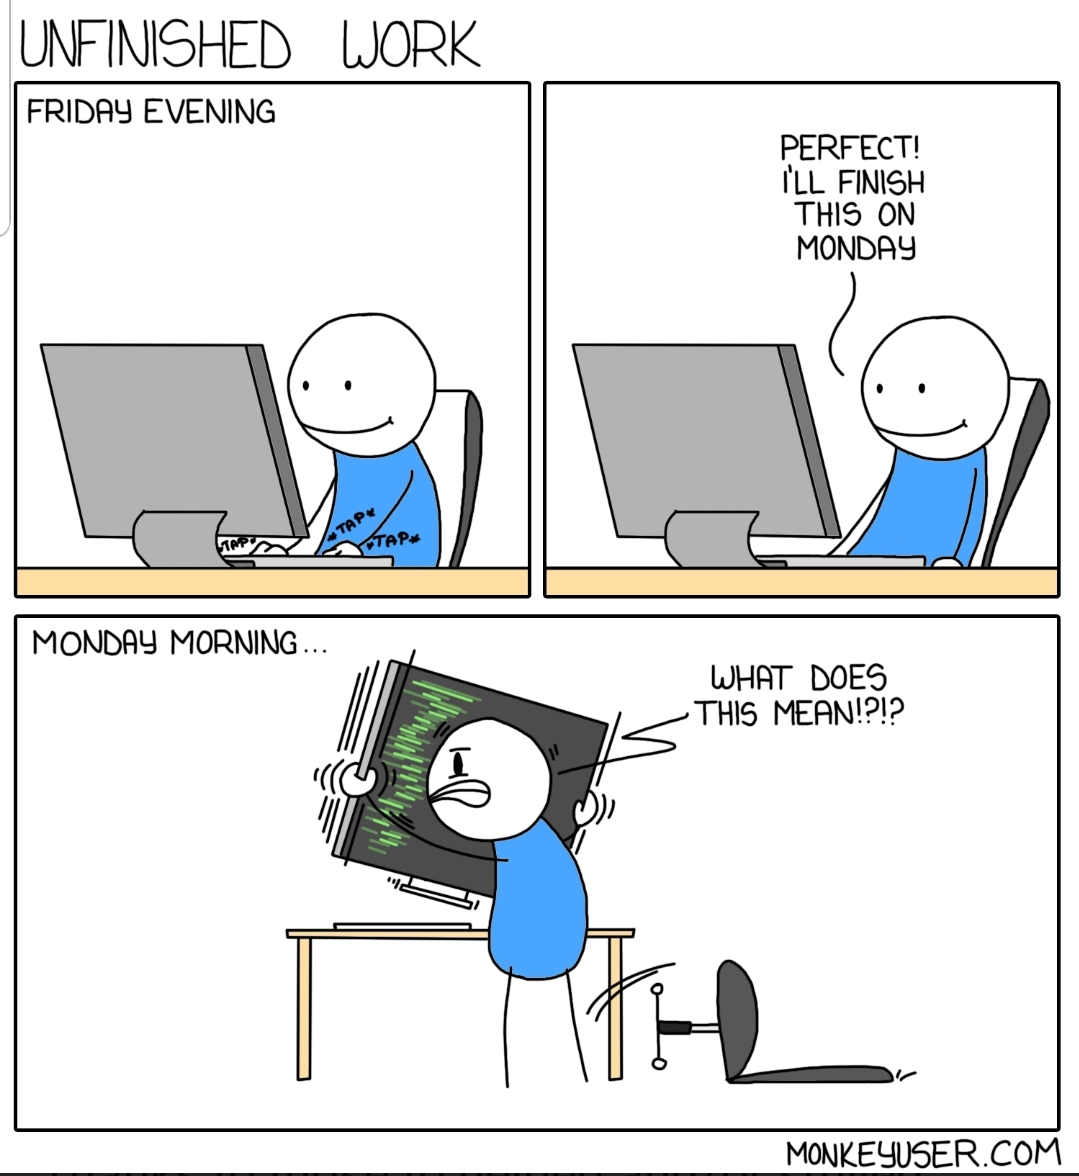 UNFINISHED WORK
FRIDAY EVENING
*TAP*
*TAP*
*TAP*
PERFECT!
I'LL FINISH
THIS ON
MONDAY
MONDAY MORNING...
WHAT DOES
THIS MEAN!?!?
MONKEYUSER.COM